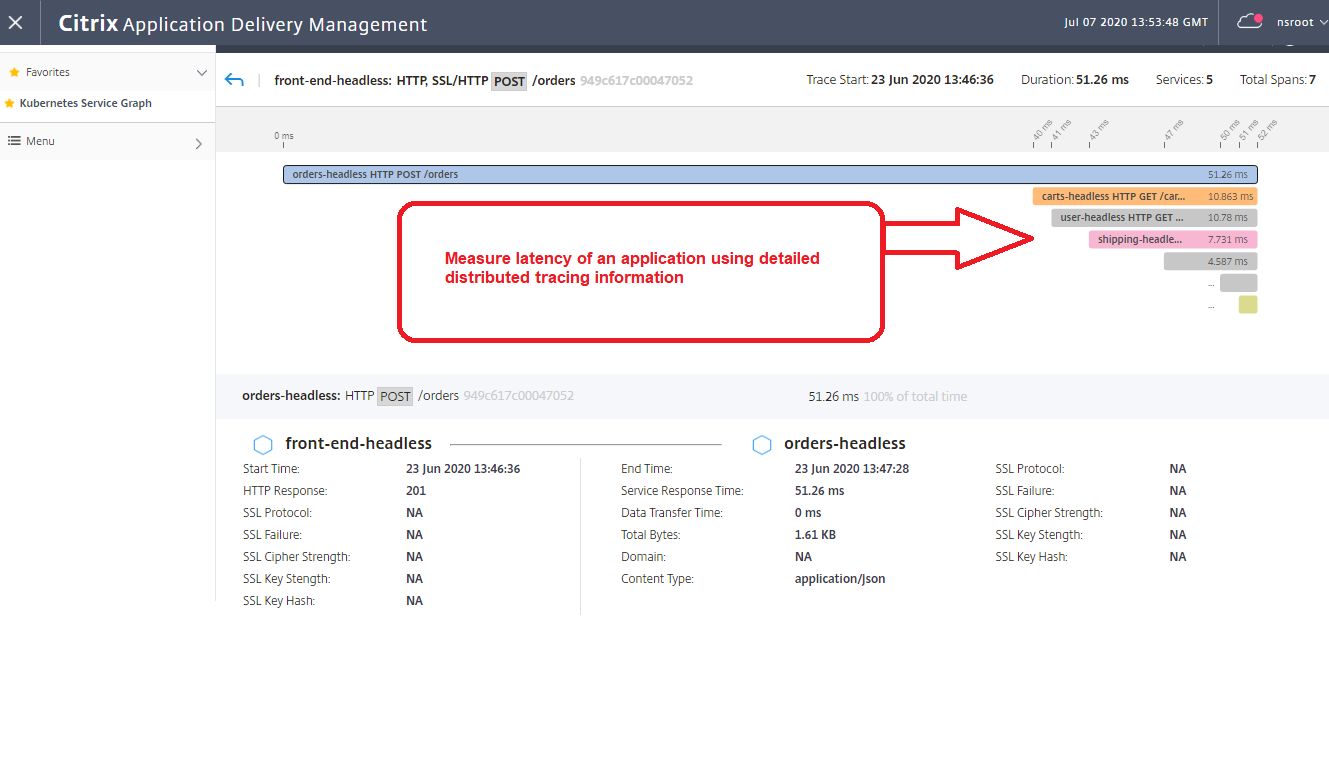 Citrix Application Delivery Management
Jul 07 2020 13:53:48 GMT
nsroot
Favorites
Kubernetes Service Graph
Menu
front-end-headless: HTTP, SSL/HTTP POST /orders 949c617c00047052
Trace Start: 23 Jun 2020 13:46:36
Duration: 51.26 ms
Services: 5
Total Spans: 7
0 ms
40 ms
41 ms
43 ms
47 ms
50 ms
51 ms
52 ms
orders-headless HTTP POST /orders 51.26 ms
carts-headless HTTP GET /car... 10.863 ms
user-headless HTTP GET ... 10.78 ms
shipping-headle... 7.731 ms
4.587 ms
...
...
Measure latency of an application using detailed
distributed tracing information
orders-headless: HTTP POST /orders 949c617c00047052
51.26 ms 100% of total time
front-end-headless
orders-headless
Start Time: 23 Jun 2020 13:46:36
HTTP Response: 201
SSL Protocol: NA
SSL Failure: NA
SSL Cipher Strength: NA
SSL Key Stength: NA
SSL Key Hash: NA
End Time: 23 Jun 2020 13:47:28
Service Response Time: 51.26 ms
Data Transfer Time: 0 ms
Total Bytes: 1.61 KB
Domain: NA
Content Type: application/json
SSL Protocol: NA
SSL Failure: NA
SSL Cipher Strength: NA
SSL Key Stength: NA
SSL Key Hash: NA